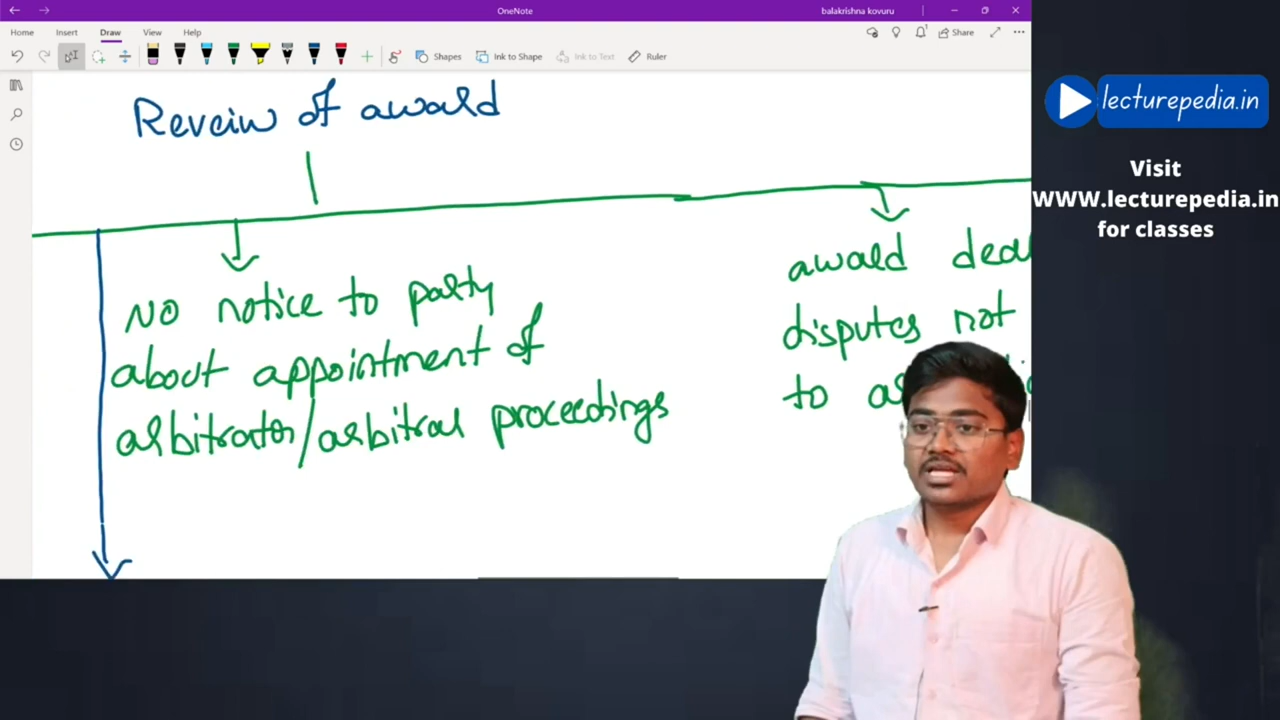 OneNote
balakrishna kovuru
Home Insert Draw View Help
Share
Shapes
Ink to Shape
Ink to Text
Ruler
Revein of award
No notice to party
about appointment of
arbitrator/arbitral proceedings
award
disputes not
to
lecturepedia.in
Visit
WWW.lecturepedia.in
for classes